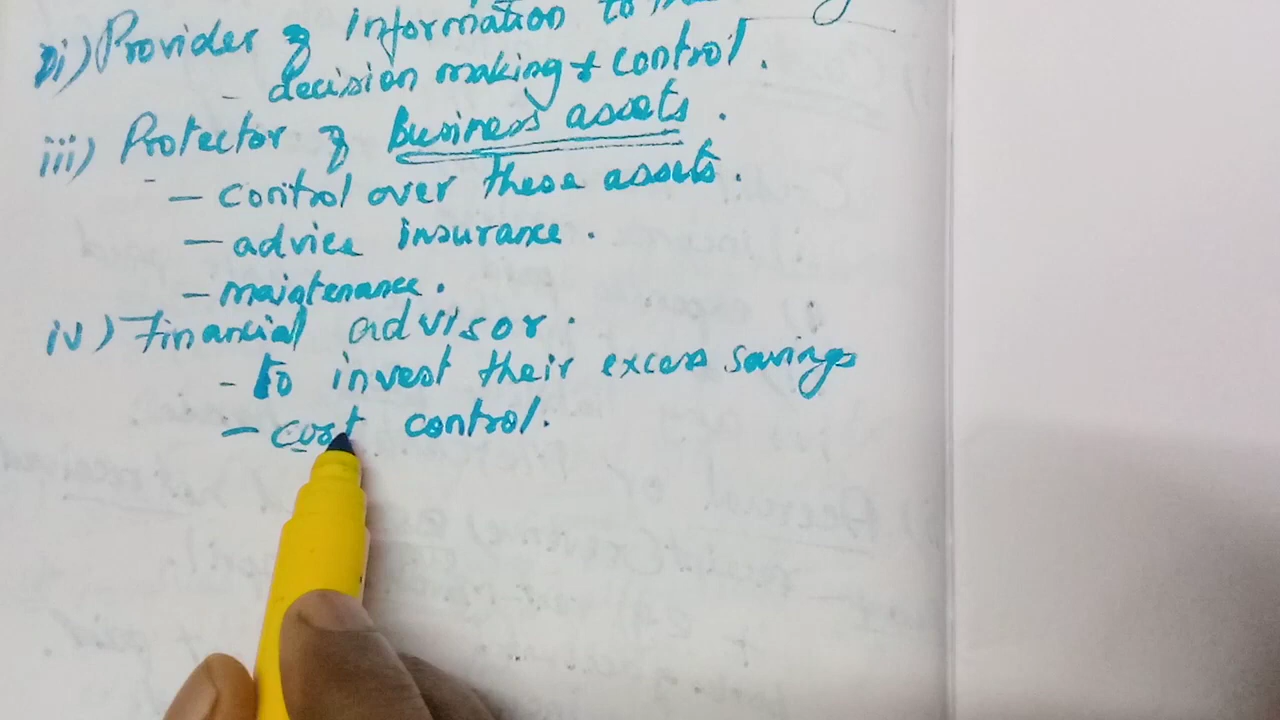 ii) Provider of information to
- decision making & control.
iii) Protector of Business assets.
- control over these assets.
- advice insurance.
- maintenance.
iv) Financial advisor.
- To invest their excess savings
- cost control.